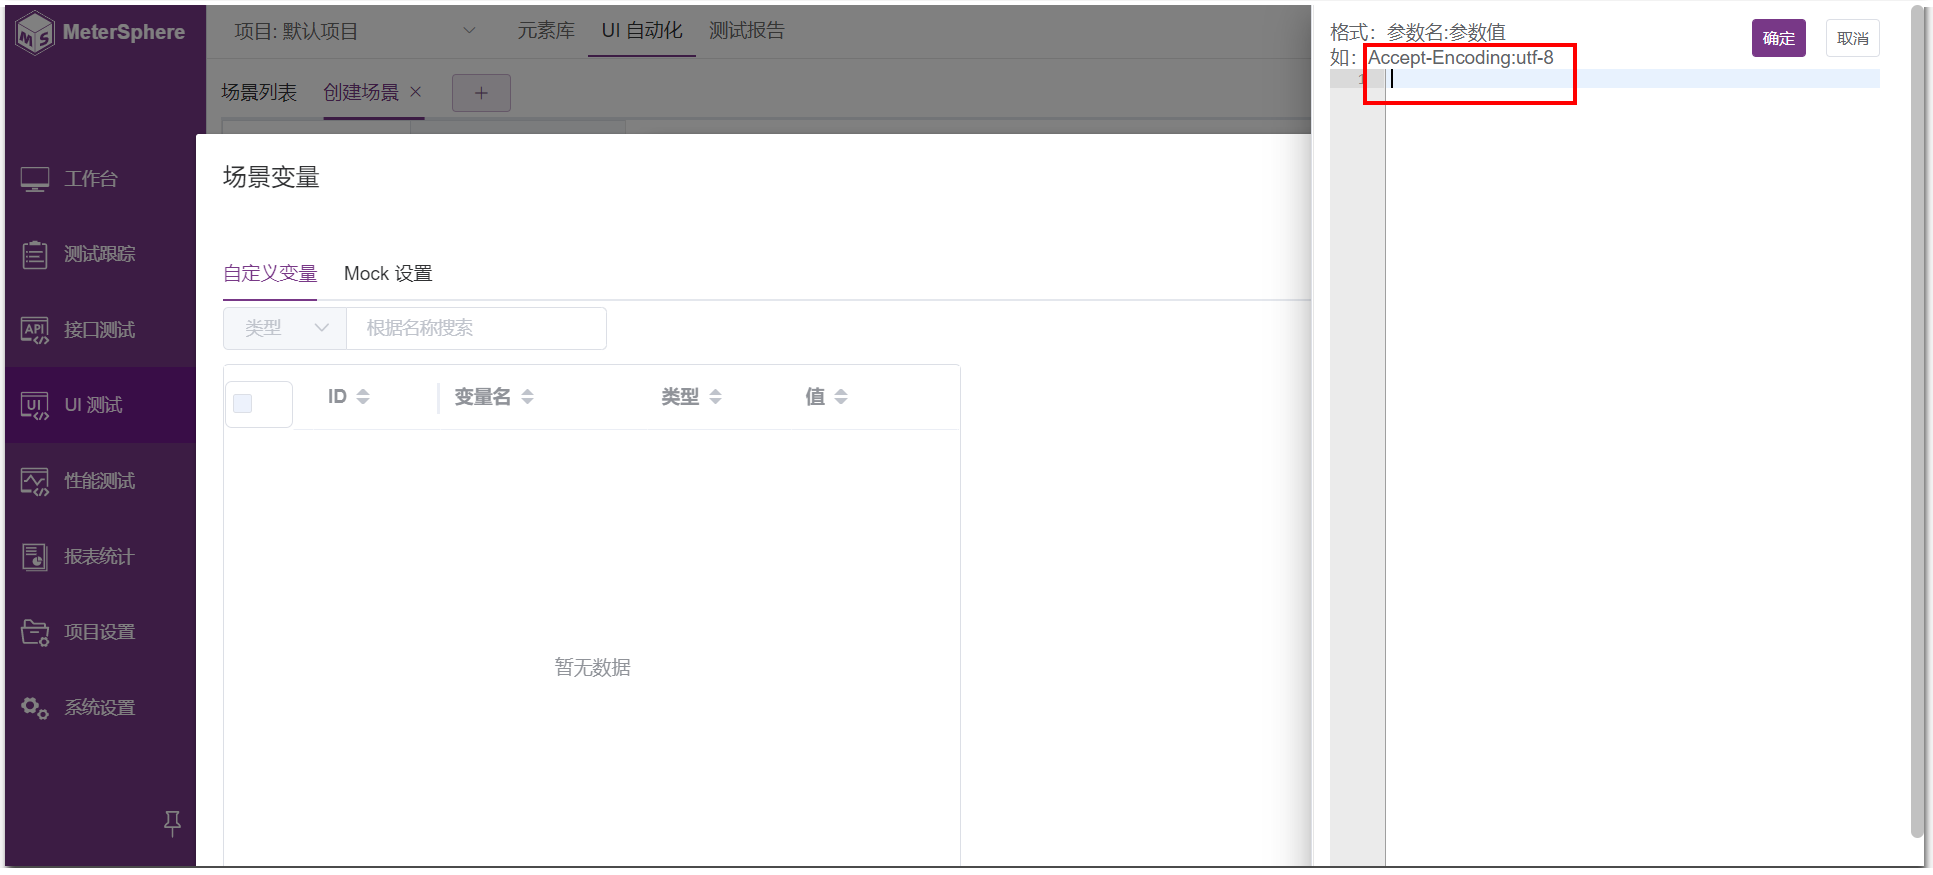 MeterSphere
项目: 默认项目
元素库
UI 自动化
测试报告
场景列表
创建场景
工作台
测试跟踪
接口测试
UI 测试
性能测试
报表统计
项目设置
系统设置
场景变量
自定义变量
Mock 设置
类型
根据名称搜索
ID
变量名
类型
值
暂无数据
格式：参数名:参数值
如：Accept-Encoding:utf-8
确定
取消
1